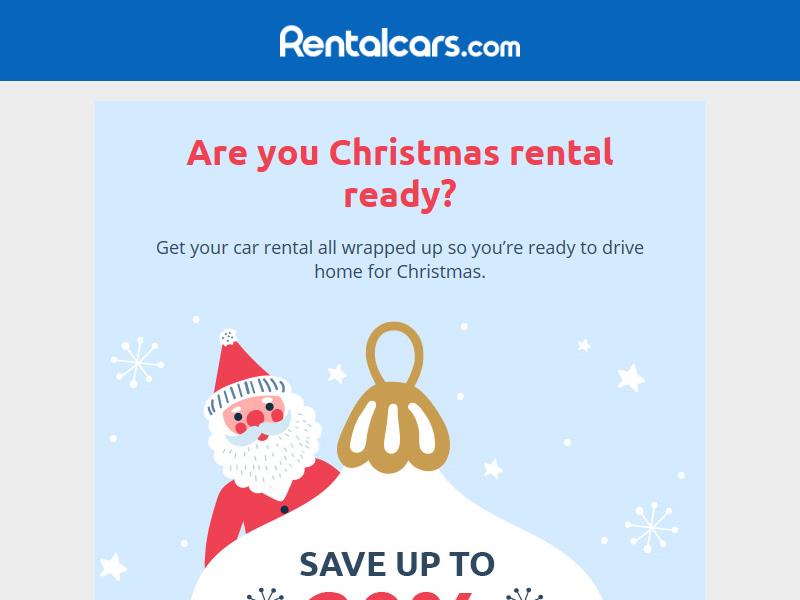 Rentalcars.com
Are you Christmas rental
ready?
Get your car rental all wrapped up so you’re ready to drive
home for Christmas.
SAVE UP TO